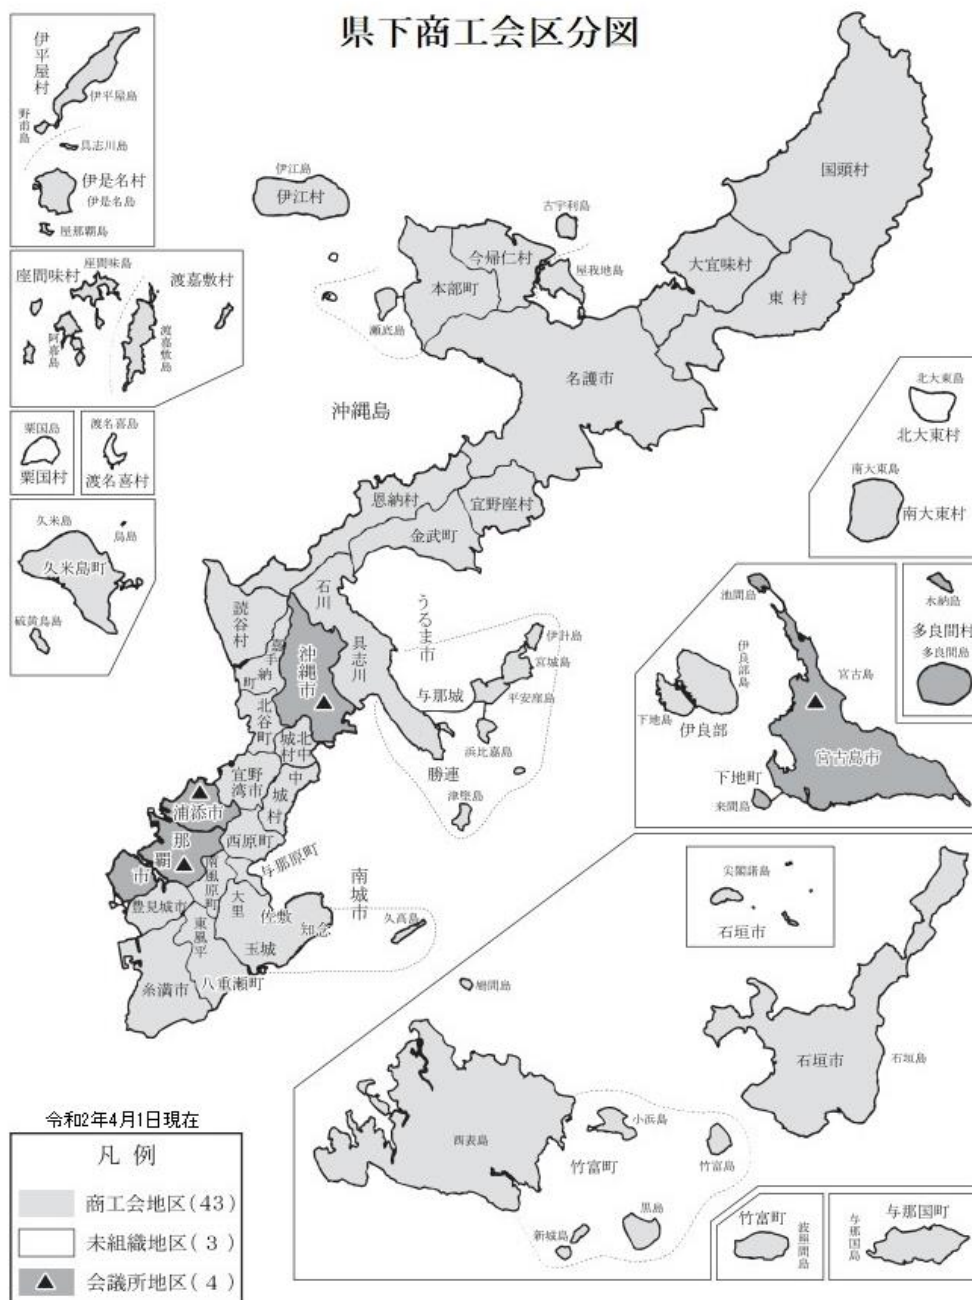 県下商工会区分図
伊平屋村
伊平屋島
野甫島
具志川島
伊是名村
伊是名島
屋那覇島
座間味村
座間味島
阿嘉島
渡嘉敷村
渡嘉敷島
粟国島
粟国村
渡名喜島
渡名喜村
久米島
鳥島
久米島町
硫黄鳥島
伊江島
伊江村
古宇利島
今帰仁村
屋我地島
本部町
瀬底島
国頭村
大宜味村
東村
名護市
沖縄島
恩納村
宜野座村
金武町
石川
うるま市
読谷村
嘉手納町
沖縄市
具志川
伊計島
宮城島
与那城
平安座島
浜比嘉島
北谷町
北中城村
勝連
津堅島
宜野湾市
中城村
浦添市
西原町
那覇市
与那原町
南風原町
南城市
大里
佐敷
知念
久高島
豊見城市
東風平
玉城
糸満市
八重瀬町
北大東島
北大東村
南大東島
南大東村
池間島
伊良部島
宮古島
下地島
伊良部
宮古島市
下地町
来間島
水納島
多良間村
多良間島
尖閣諸島
石垣市
石垣市
石垣島
鳩間島
西表島
小浜島
竹富町
竹富島
黒島
新城島
竹富町
波照間島
与那国町
与那国島
令和2年4月1日現在
凡例
商工会地区(43)
未組織地区(3)
会議所地区(4)